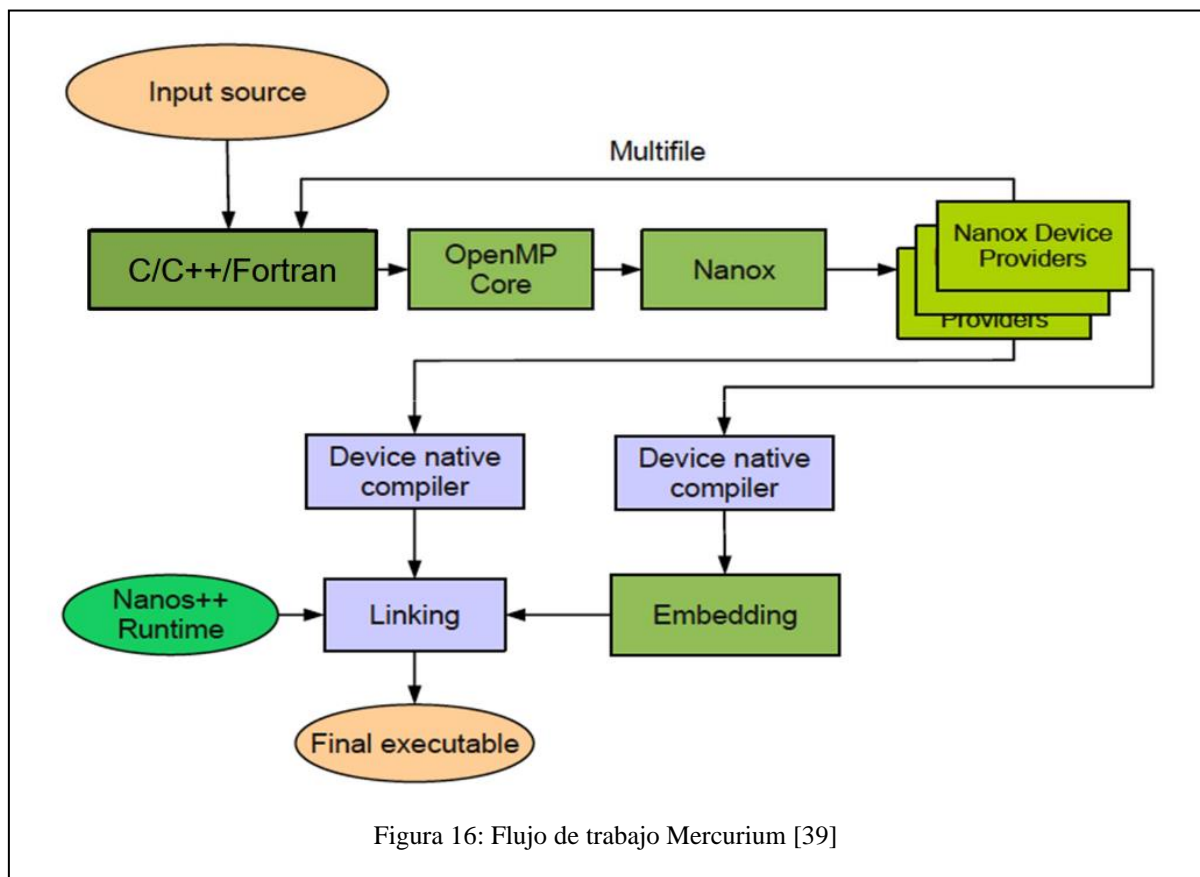 Input source
Multifile
C/C++/Fortran
OpenMP
Core
Nanox
Nanox Device
Providers
Providers
Device native
compiler
Device native
compiler
Nanos++
Runtime
Linking
Embedding
Final executable
Figura 16: Flujo de trabajo Mercurium [39]